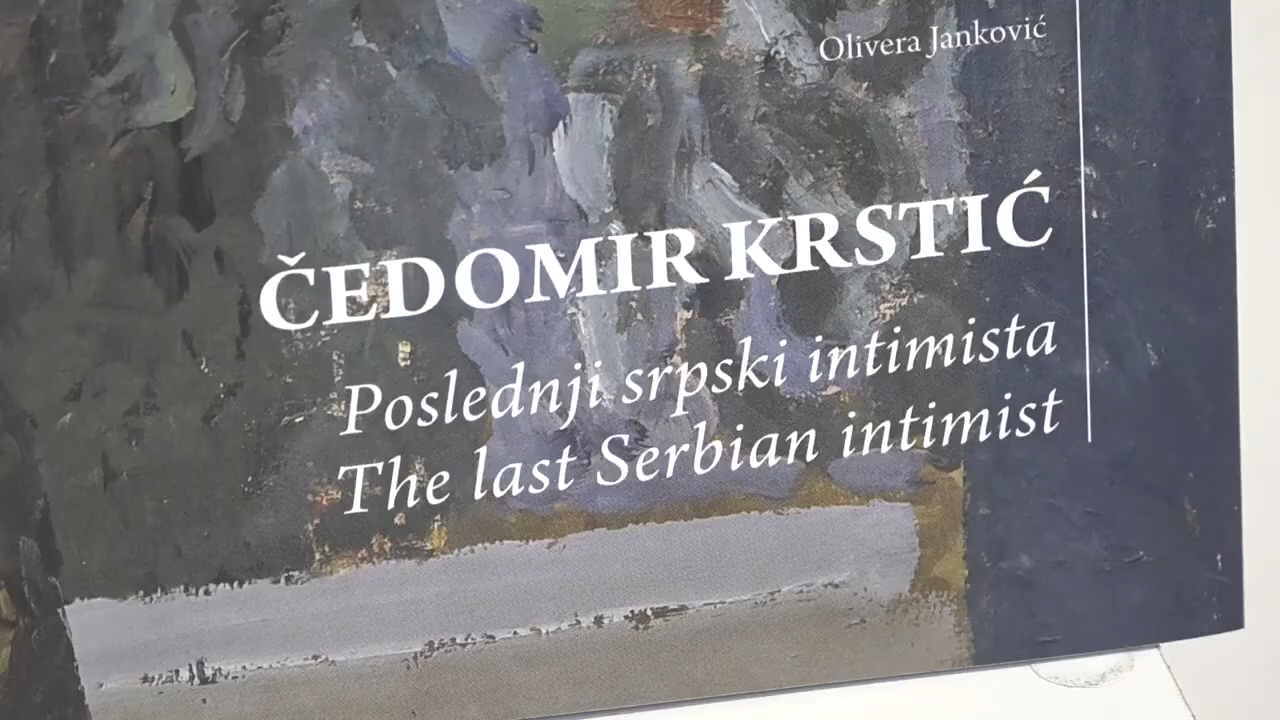 Olivera Janković
ČEDOMIR KRSTIĆ
Poslednji srpski intimista
The last Serbian intimist